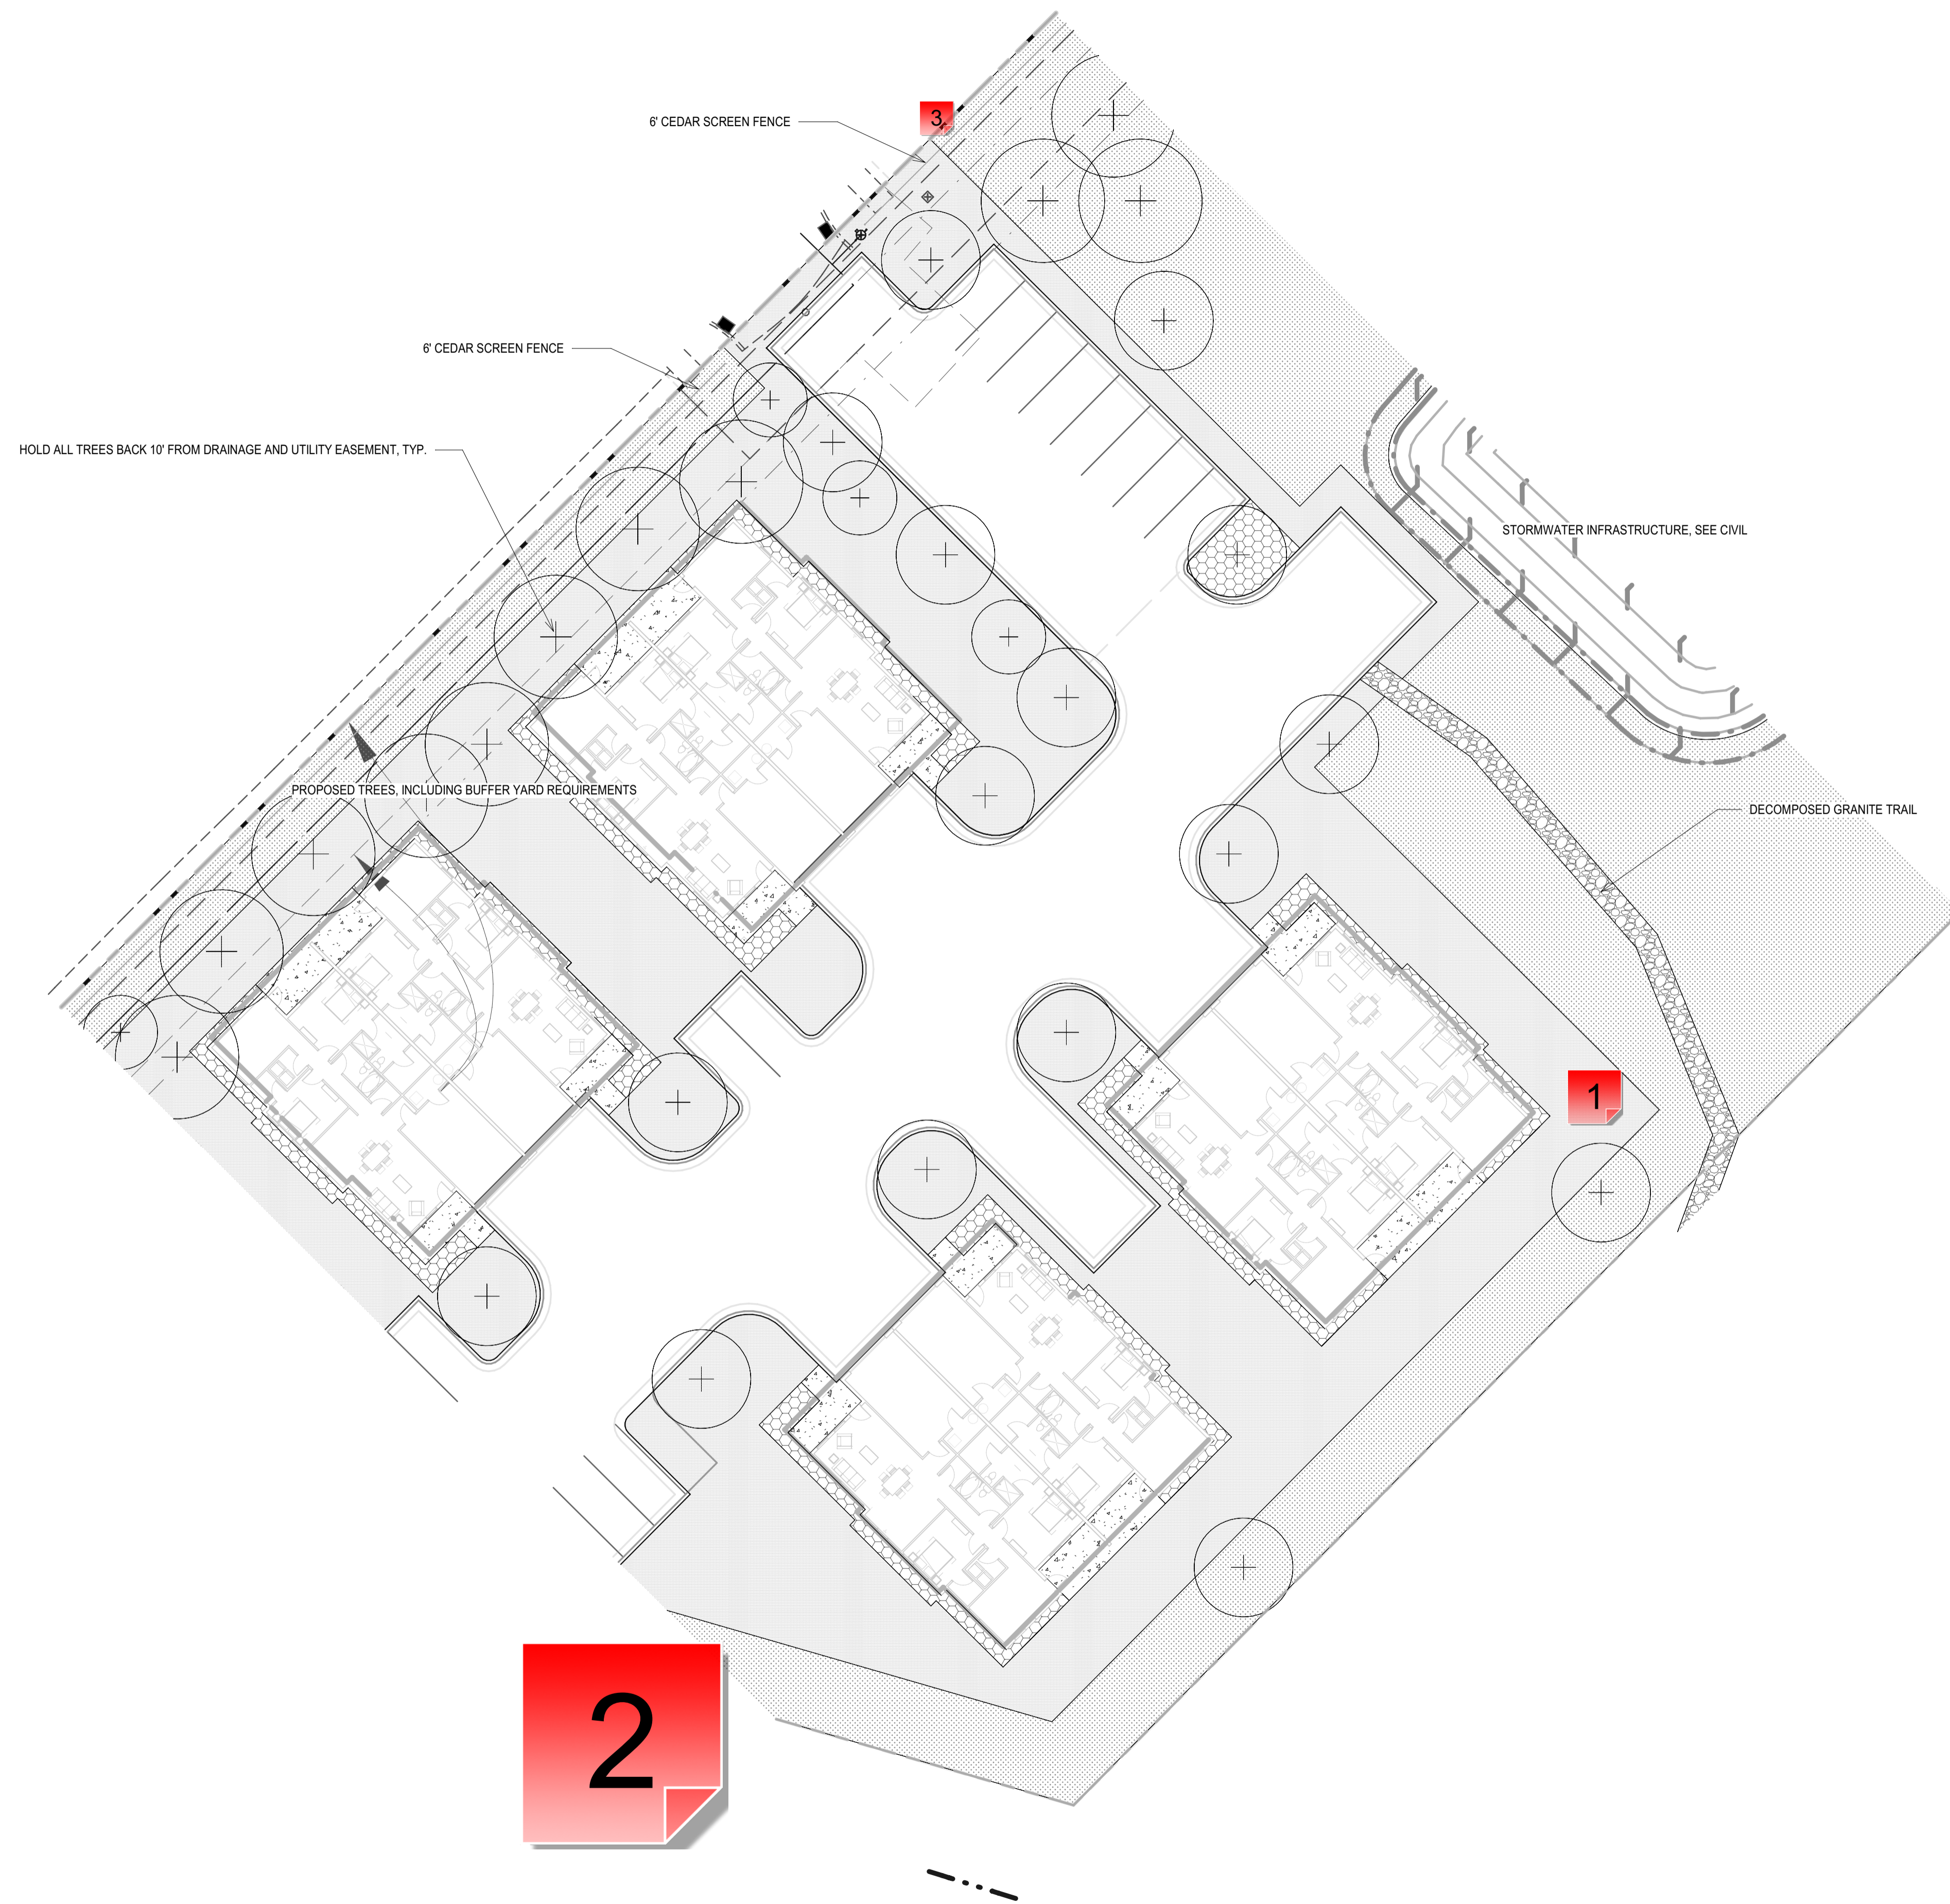 3
6' CEDAR SCREEN FENCE
6' CEDAR SCREEN FENCE
HOLD ALL TREES BACK 10' FROM DRAINAGE AND UTILITY EASEMENT, TYP.
STORMWATER INFRASTRUCTURE, SEE CIVIL
PROPOSED TREES, INCLUDING BUFFER YARD REQUIREMENTS
DECOMPOSED GRANITE TRAIL
1
2